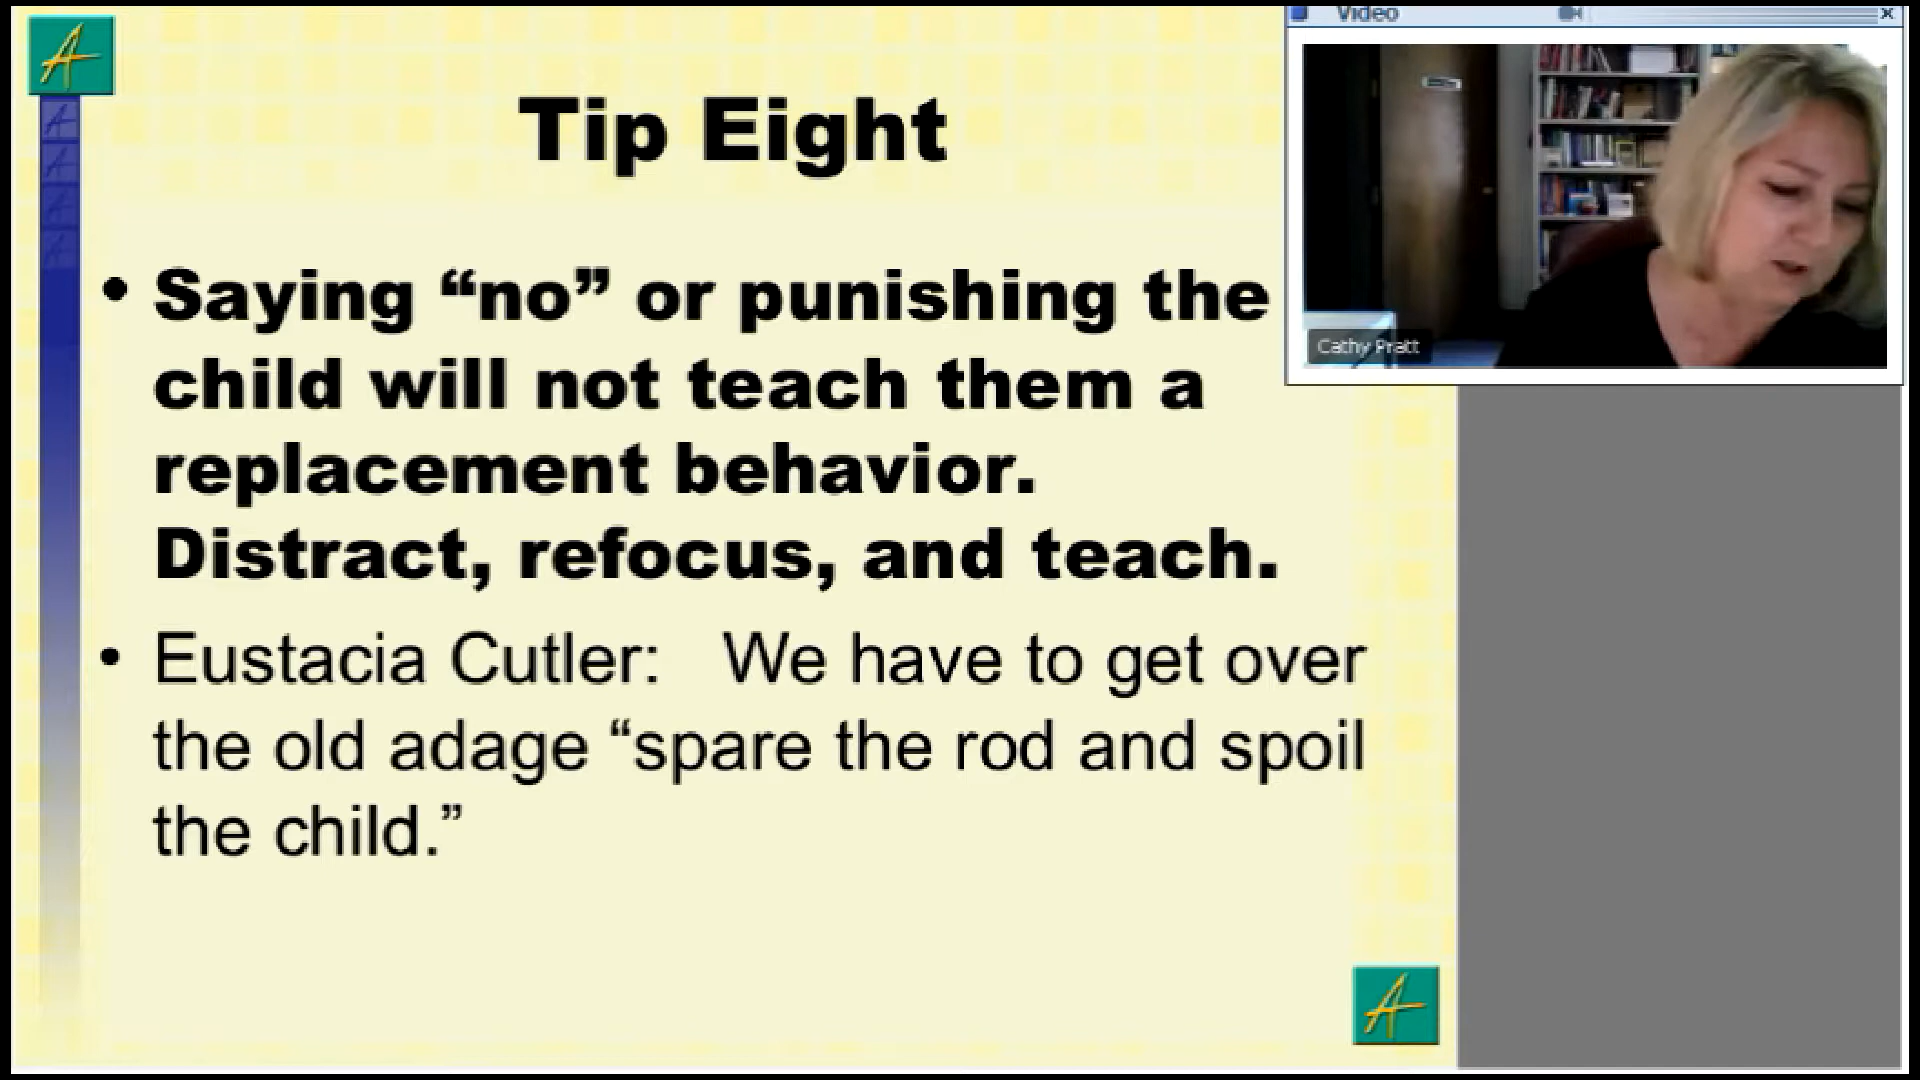 Video
Tip Eight
• Saying “no” or punishing the
child will not teach them a
replacement behavior.
Distract, refocus, and teach.
• Eustacia Cutler: We have to get over
the old adage “spare the rod and spoil
the child.”
Cathy Pratt